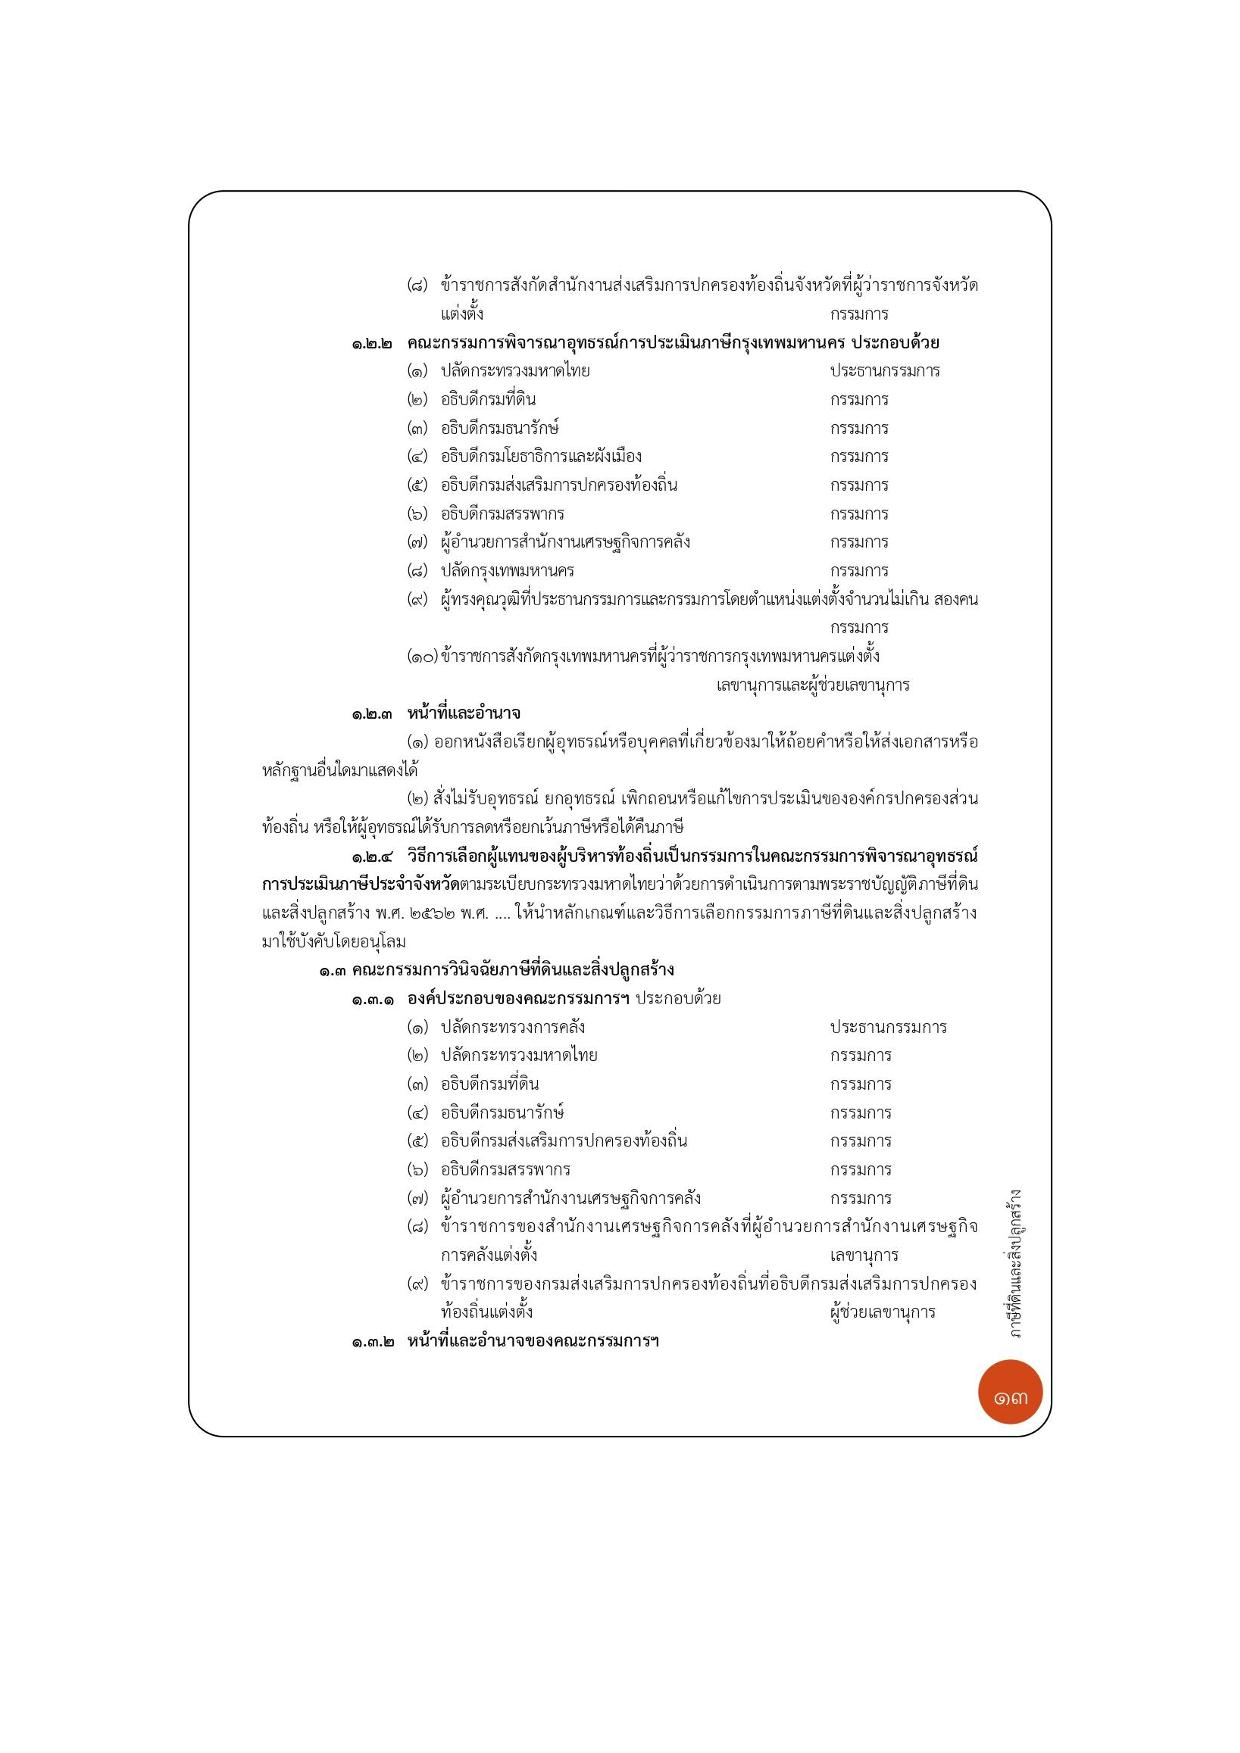 (๘) ข้าราชการสังกัดสำนักงานส่งเสริมการปกครองท้องถิ่นจังหวัดที่ผู้ว่าราชการจังหวัด
แต่งตั้ง กรรมการ
๑.๒.๒ คณะกรรมการพิจารณาอุทธรณ์การประเมินภาษีกรุงเทพมหานคร ประกอบด้วย
(๑) ปลัดกระทรวงมหาดไทย ประธานกรรมการ
(๒) อธิบดีกรมที่ดิน กรรมการ
(๓) อธิบดีกรมธนารักษ์ กรรมการ
(๔) อธิบดีกรมโยธาธิการและผังเมือง กรรมการ
(๕) อธิบดีกรมส่งเสริมการปกครองท้องถิ่น กรรมการ
(๖) อธิบดีกรมสรรพากร กรรมการ
(๗) ผู้อำนวยการสำนักงานเศรษฐกิจการคลัง กรรมการ
(๘) ปลัดกรุงเทพมหานคร กรรมการ
(๙) ผู้ทรงคุณวุฒิที่ประธานกรรมการและกรรมการโดยตำแหน่งแต่งตั้งจำนวนไม่เกิน สองคน
กรรมการ
(๑๐) ข้าราชการสังกัดกรุงเทพมหานครที่ผู้ว่าราชการกรุงเทพมหานครแต่งตั้ง
เลขานุการและผู้ช่วยเลขานุการ
๑.๒.๓ หน้าที่และอำนาจ
(๑) ออกหนังสือเรียกผู้อุทธรณ์หรือบุคคลที่เกี่ยวข้องมาให้ถ้อยคำหรือให้ส่งเอกสารหรือ
หลักฐานอื่นใดมาแสดงได้
(๒) สั่งไม่รับอุทธรณ์ ยกอุทธรณ์ เพิกถอนหรือแก้ไขการประเมินขององค์กรปกครองส่วน
ท้องถิ่น หรือให้ผู้อุทธรณ์ได้รับการลดหรือยกเว้นภาษีหรือได้คืนภาษี
๑.๒.๔ วิธีการเลือกผู้แทนของผู้บริหารท้องถิ่นเป็นกรรมการในคณะกรรมการพิจารณาอุทธรณ์
การประเมินภาษีประจำจังหวัดตามระเบียบกระทรวงมหาดไทยว่าด้วยการดำเนินการตามพระราชบัญญัติภาษีที่ดิน
และสิ่งปลูกสร้าง พ.ศ. ๒๕๖๒ พ.ศ. .... ให้นำหลักเกณฑ์และวิธีการเลือกกรรมการภาษีที่ดินและสิ่งปลูกสร้าง
มาใช้บังคับโดยอนุโลม
๑.๓ คณะกรรมการวินิจฉัยภาษีที่ดินและสิ่งปลูกสร้าง
๑.๓.๑ องค์ประกอบของคณะกรรมการฯ ประกอบด้วย
(๑) ปลัดกระทรวงการคลัง ประธานกรรมการ
(๒) ปลัดกระทรวงมหาดไทย กรรมการ
(๓) อธิบดีกรมที่ดิน กรรมการ
(๔) อธิบดีกรมธนารักษ์ กรรมการ
(๕) อธิบดีกรมส่งเสริมการปกครองท้องถิ่น กรรมการ
(๖) อธิบดีกรมสรรพากร กรรมการ
(๗) ผู้อำนวยการสำนักงานเศรษฐกิจการคลัง กรรมการ
(๘) ข้าราชการของสำนักงานเศรษฐกิจการคลังที่ผู้อำนวยการสำนักงานเศรษฐกิจ
การคลังแต่งตั้ง เลขานุการ
(๙) ข้าราชการของกรมส่งเสริมการปกครองท้องถิ่นที่อธิบดีกรมส่งเสริมการปกครอง
ท้องถิ่นแต่งตั้ง ผู้ช่วยเลขานุการ
๑.๓.๒ หน้าที่และอำนาจของคณะกรรมการฯ
ภาษีที่ดินและสิ่งปลูกสร้าง
๑๓